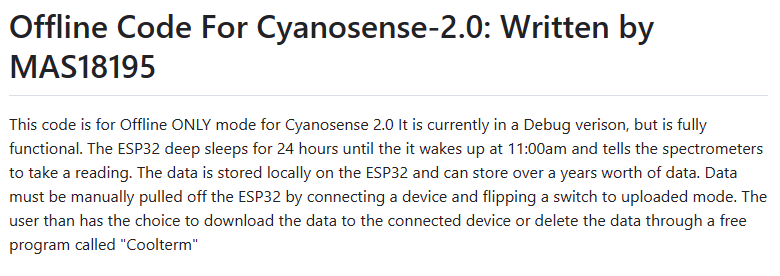 Offline Code For Cyanosense-2.0: Written by
MAS18195
This code is for Offline ONLY mode for Cyanosense 2.0 It is currently in a Debug verison, but is fully
functional. The ESP32 deep sleeps for 24 hours until the it wakes up at 11:00am and tells the spectrometers
to take a reading. The data is stored locally on the ESP32 and can store over a years worth of data. Data
must be manually pulled off the ESP32 by connecting a device and flipping a switch to uploaded mode. The
user than has the choice to download the data to the connected device or delete the data through a free
program called "Coolterm"